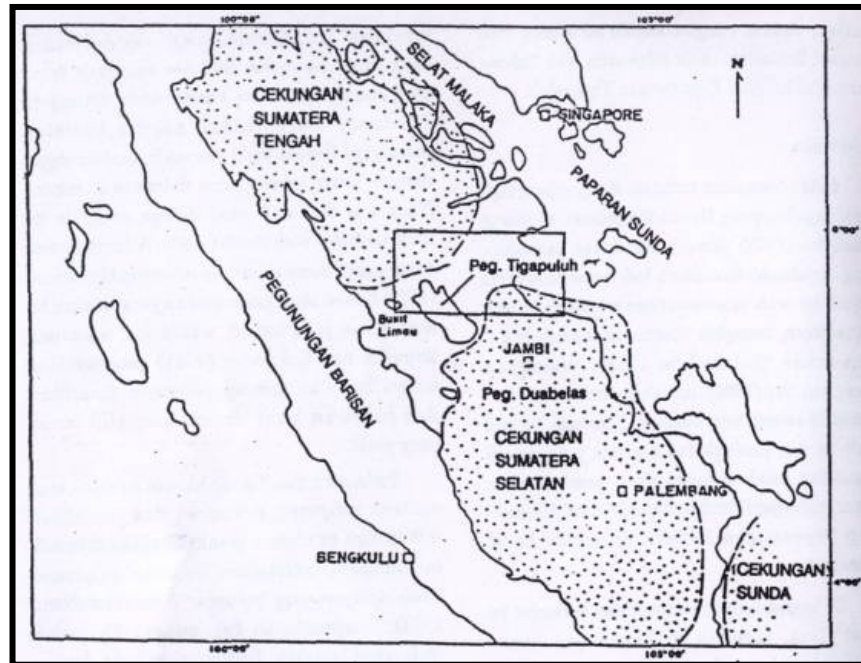 100°00'
105°00'
CEKUNGAN
SUMATERA
TENGAH
SELAT MALAKA
N
SINGAPORE
PAPARAN SUNDA
0°00'
Peg. Tigapuluh
Bukit
Limau
PEGUNUNGAN BARISAN
JAMBI
Peg. Duabelas
CEKUNGAN
SUMATERA
SELATAN
PALEMBANG
BENGKULU
4°00'
CEKUNGAN
SUNDA
100°00'
105°00'